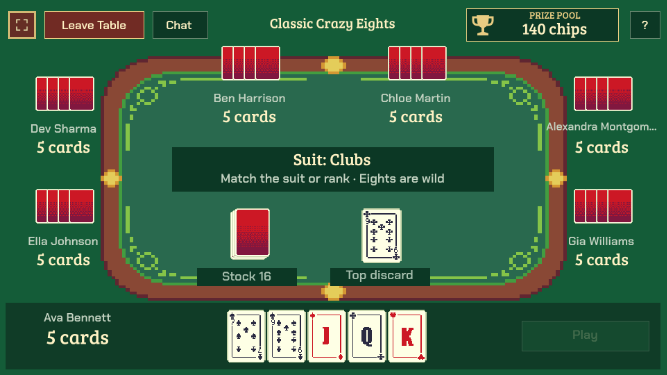 Leave Table
Chat
Classic Crazy Eights
PRIZE POOL
140 chips
?
Ben Harrison
5 cards
Chloe Martin
5 cards
Dev Sharma
5 cards
Alexandra Montgom...
5 cards
Suit: Clubs
Match the suit or rank · Eights are wild
Ella Johnson
5 cards
Gia Williams
5 cards
Stock 16
Top discard
Ava Bennett
5 cards
J
Q
K
Play